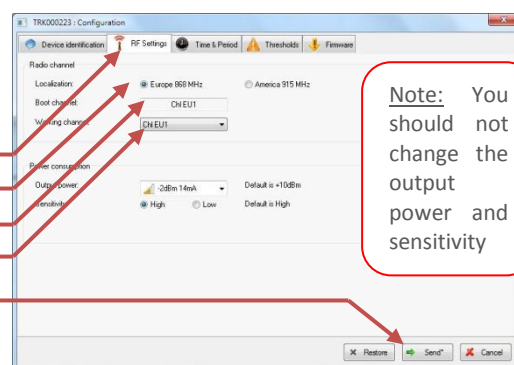 TRK000223 : Configuration
Device identification RF Settings Time & Period Thresholds Firmware
Radio channel
Localization: Europe 868 MHz America 915 MHz
Boot channel: Chl EU1
Working channel: Chl EU1
Power consumption
Output power: -2dBm 14mA Default is +10dBm
Sensitivity: High Low Default is High
Restore Send* Cancel
Note: You
should not
change the
output
power and
sensitivity